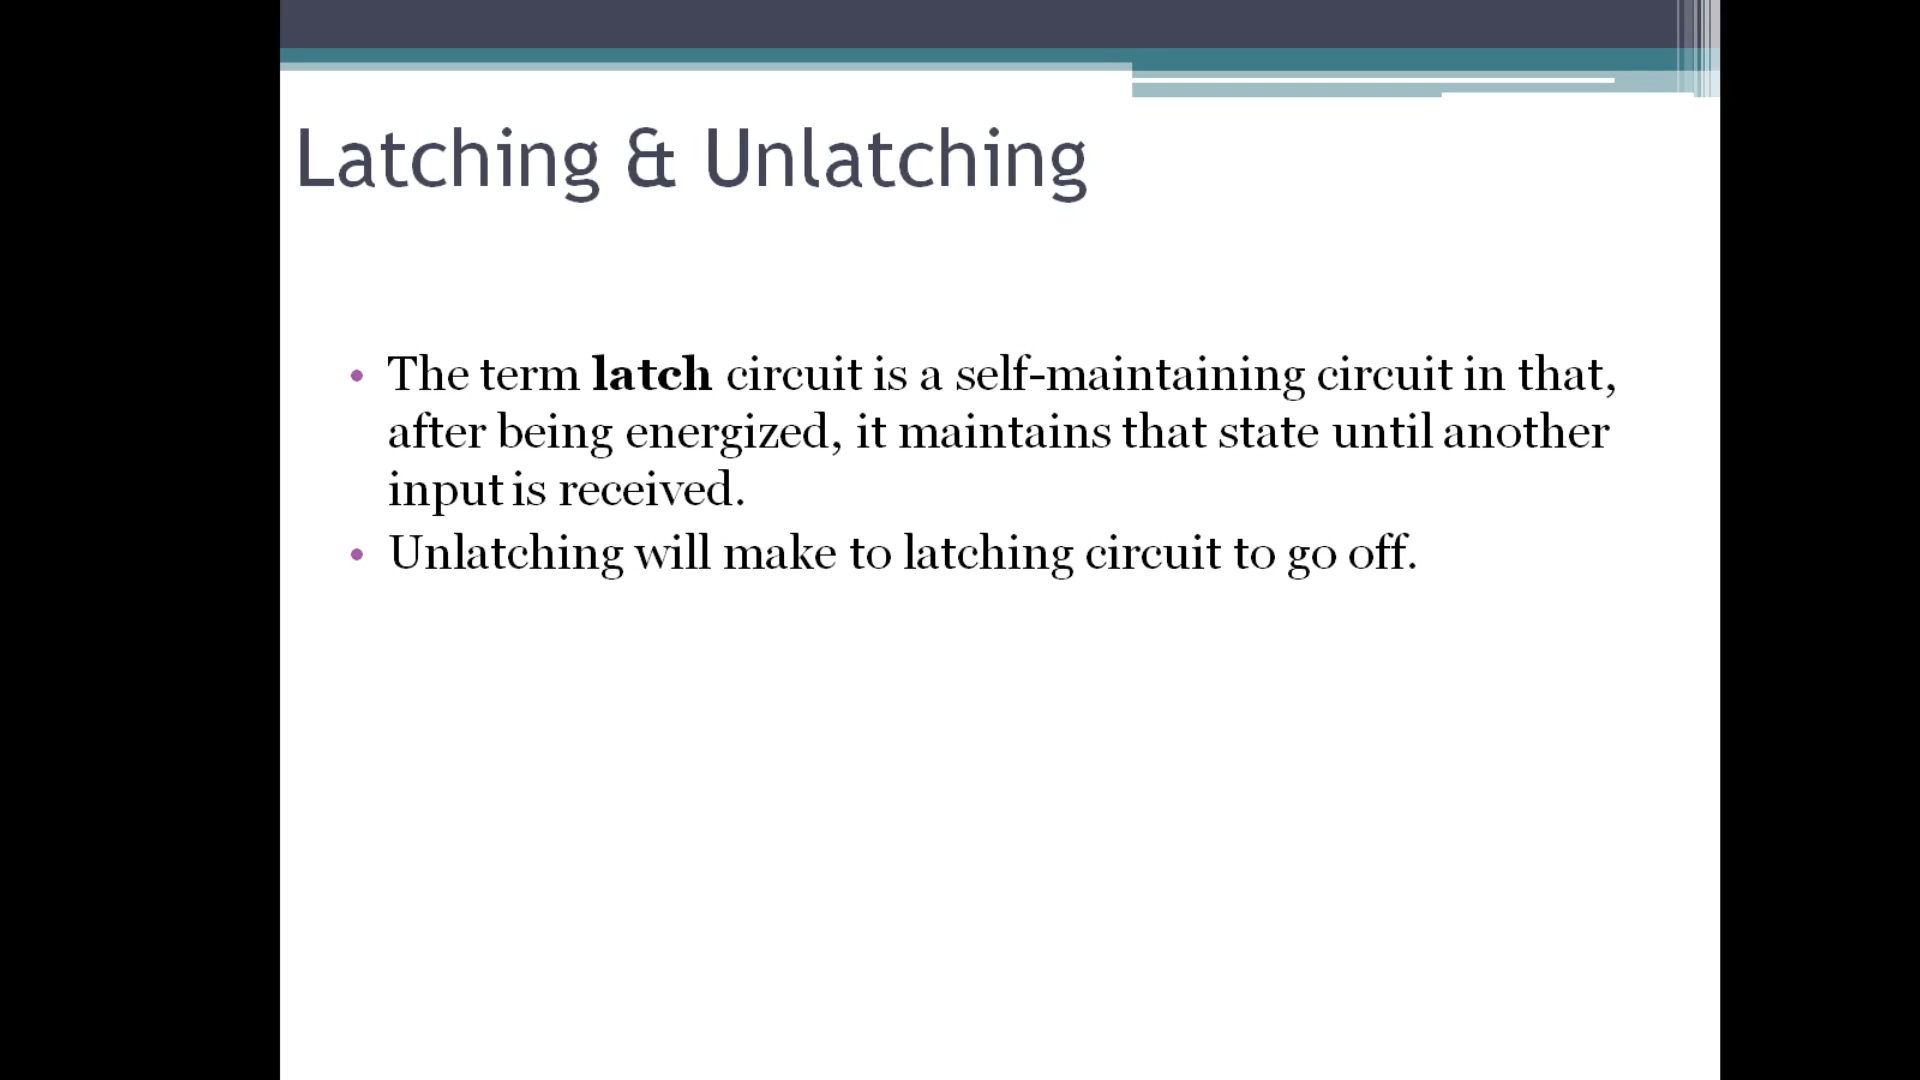 Latching & Unlatching
• The term latch circuit is a self-maintaining circuit in that,
after being energized, it maintains that state until another
input is received.
• Unlatching will make to latching circuit to go off.